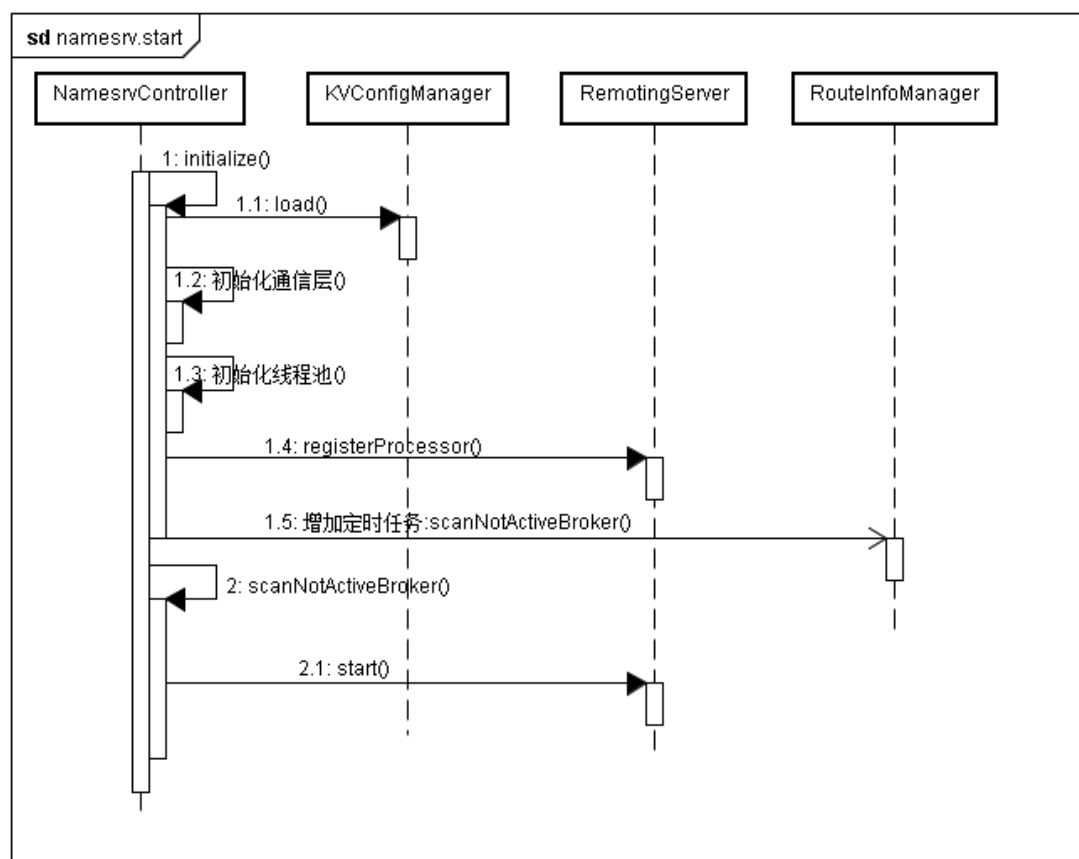 sd namesrv.start
NamesrvController KVConfigManager RemotingServer RouteInfoManager
1: initialize()
1.1: load()
1.2: 初始化通信层()
1.3: 初始化线程池()
1.4: registerProcessor()
1.5: 增加定时任务:scanNotActiveBroker()
2: scanNotActiveBroker()
2.1: start()